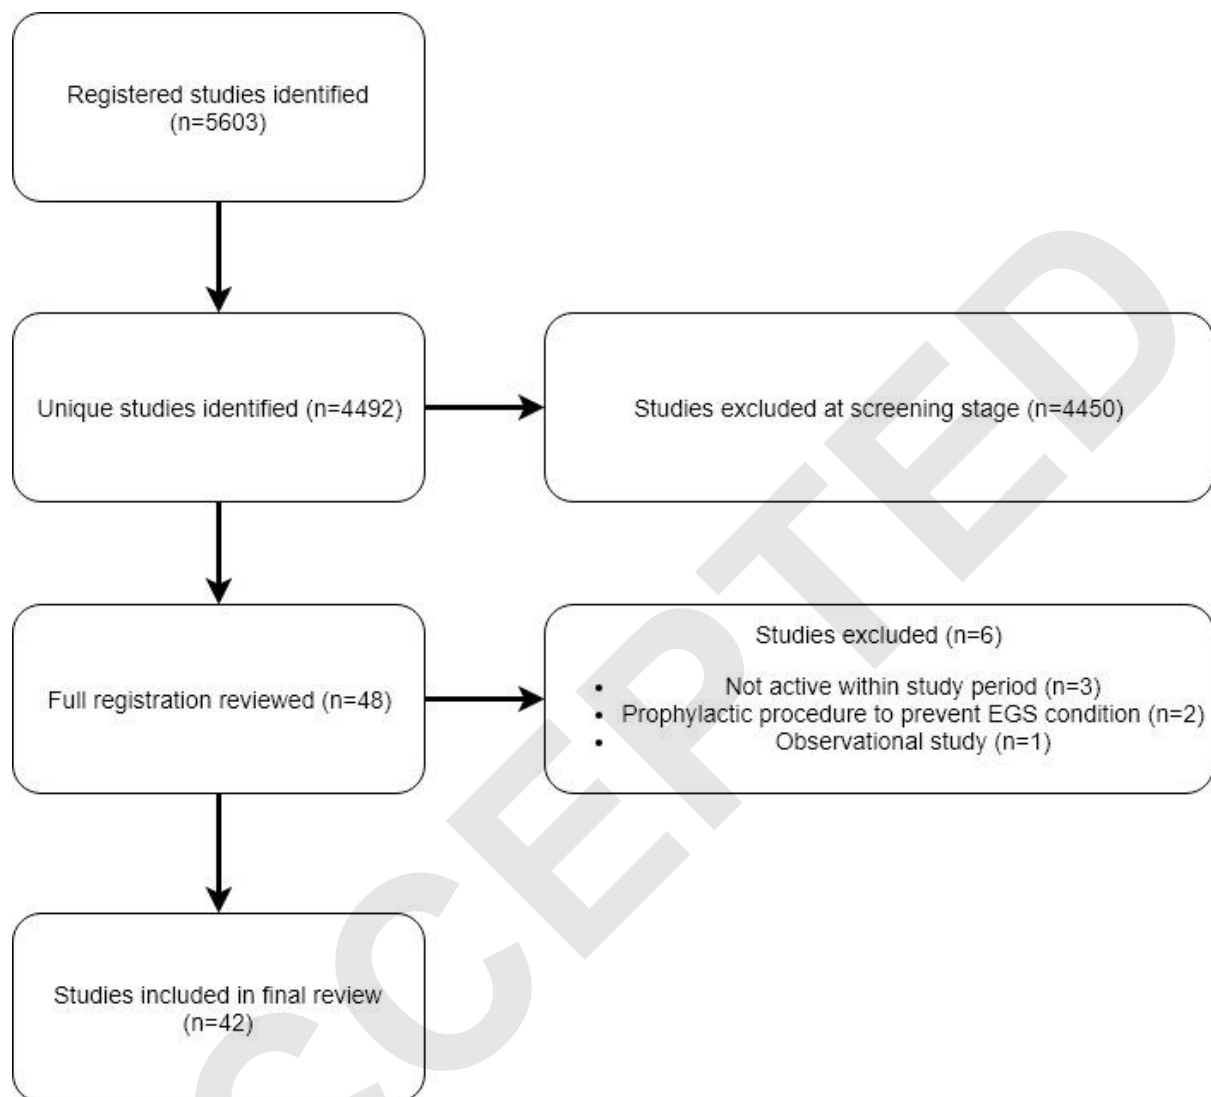 Registered studies identified
(n=5603)
Unique studies identified (n=4492)
Studies excluded at screening stage (n=4450)
Full registration reviewed (n=48)
Studies excluded (n=6)
• Not active within study period (n=3)
• Prophylactic procedure to prevent EGS condition (n=2)
• Observational study (n=1)
Studies included in final review
(n=42)
CCEPTED